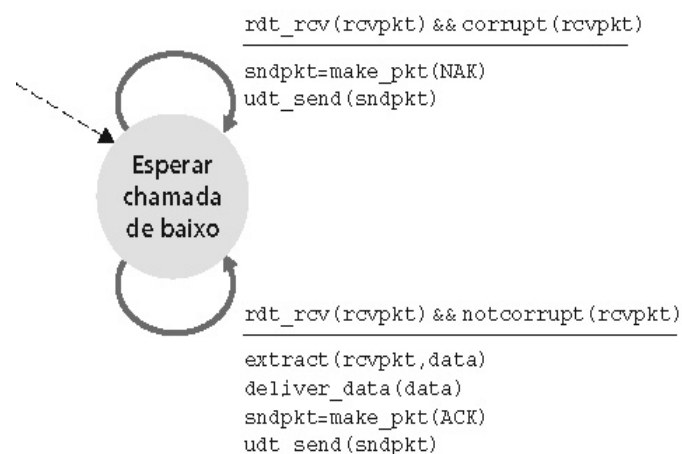 rdt_rcv(rcvpkt) && corrupt(rcvpkt)
sndpkt=make_pkt(NAK)
udt_send(sndpkt)
Esperar
chamada
de baixo
rdt_rcv(rcvpkt) && notcorrupt(rcvpkt)
extract(rcvpkt,data)
deliver_data(data)
sndpkt=make_pkt(ACK)
udt_send(sndpkt)